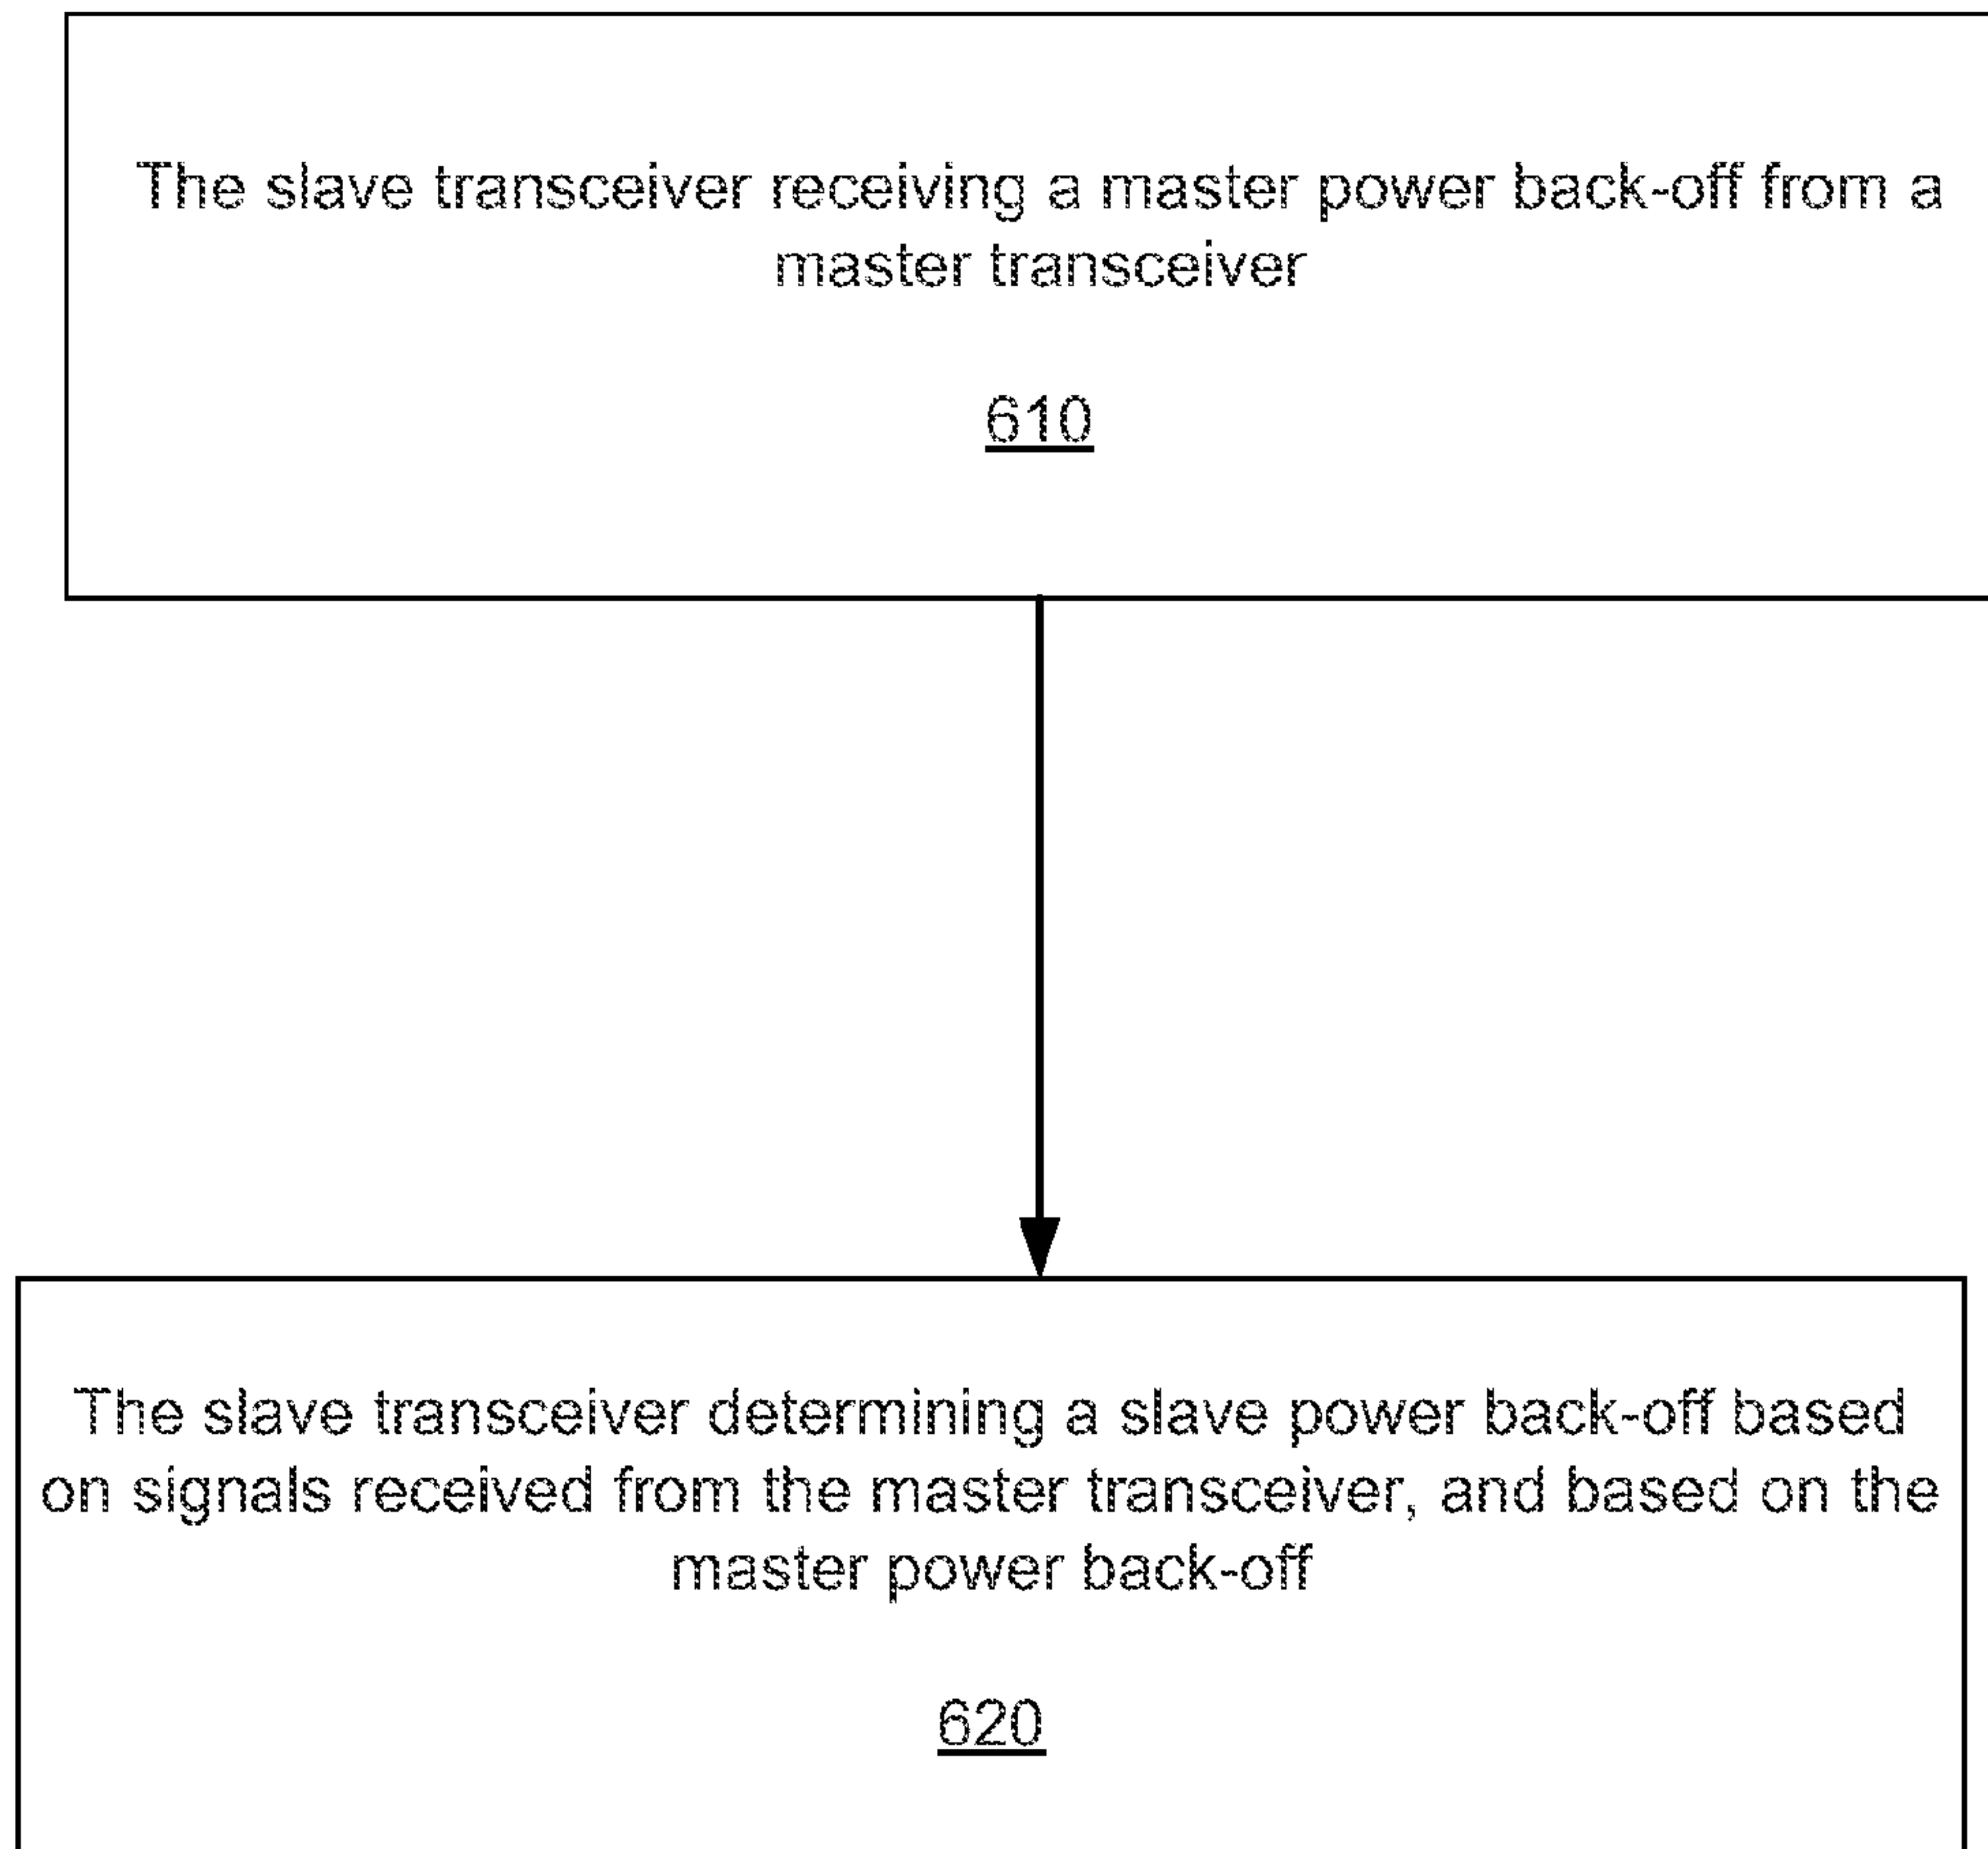 The slave transceiver receiving a master power back-off from a
master transceiver
610
The slave transceiver determining a slave power back-off based
on signals received from the master transceiver, and based on the
master power back-off
620